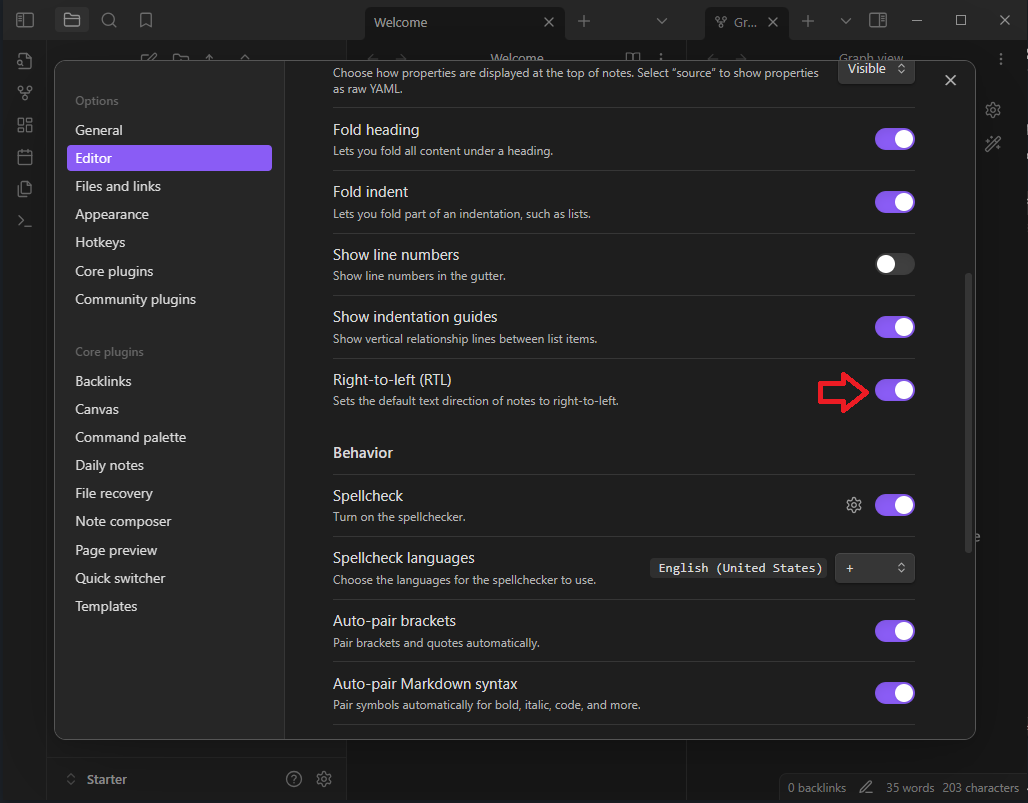 Welcome
Gr...
Welcome
Graph view
Choose how properties are displayed at the top of notes. Select “source” to show properties
as raw YAML.
Visible
Options
General
Editor
Files and links
Appearance
Hotkeys
Core plugins
Community plugins
Core plugins
Backlinks
Canvas
Command palette
Daily notes
File recovery
Note composer
Page preview
Quick switcher
Templates
Fold heading
Lets you fold all content under a heading.
Fold indent
Lets you fold part of an indentation, such as lists.
Show line numbers
Show line numbers in the gutter.
Show indentation guides
Show vertical relationship lines between list items.
Right-to-left (RTL)
Sets the default text direction of notes to right-to-left.
Behavior
Spellcheck
Turn on the spellchecker.
Spellcheck languages
Choose the languages for the spellchecker to use.
English (United States)
+
Auto-pair brackets
Pair brackets and quotes automatically.
Auto-pair Markdown syntax
Pair symbols automatically for bold, italic, code, and more.
Starter
0 backlinks
35 words
203 characters